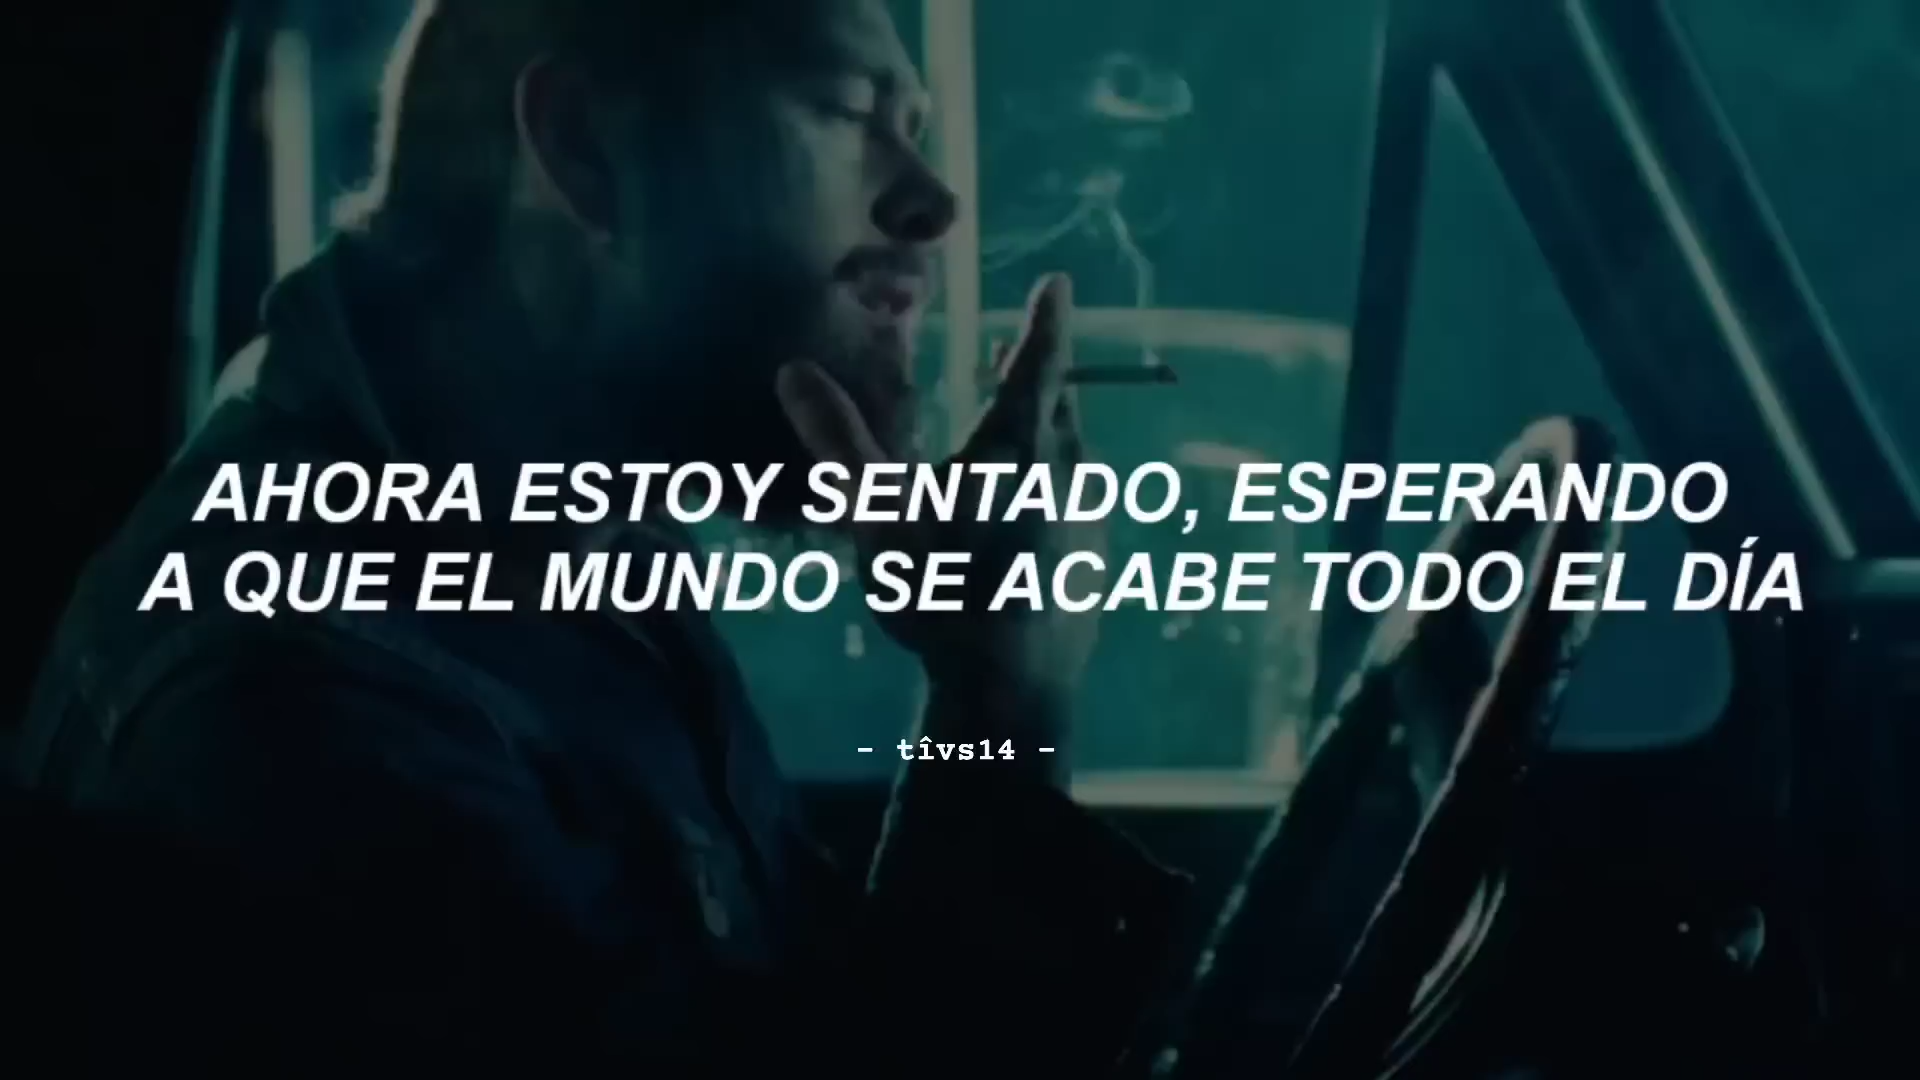 AHORA ESTOY SENTADO, ESPERANDO
A QUE EL MUNDO SE ACABE TODO EL DÍA
- tîvs14 -